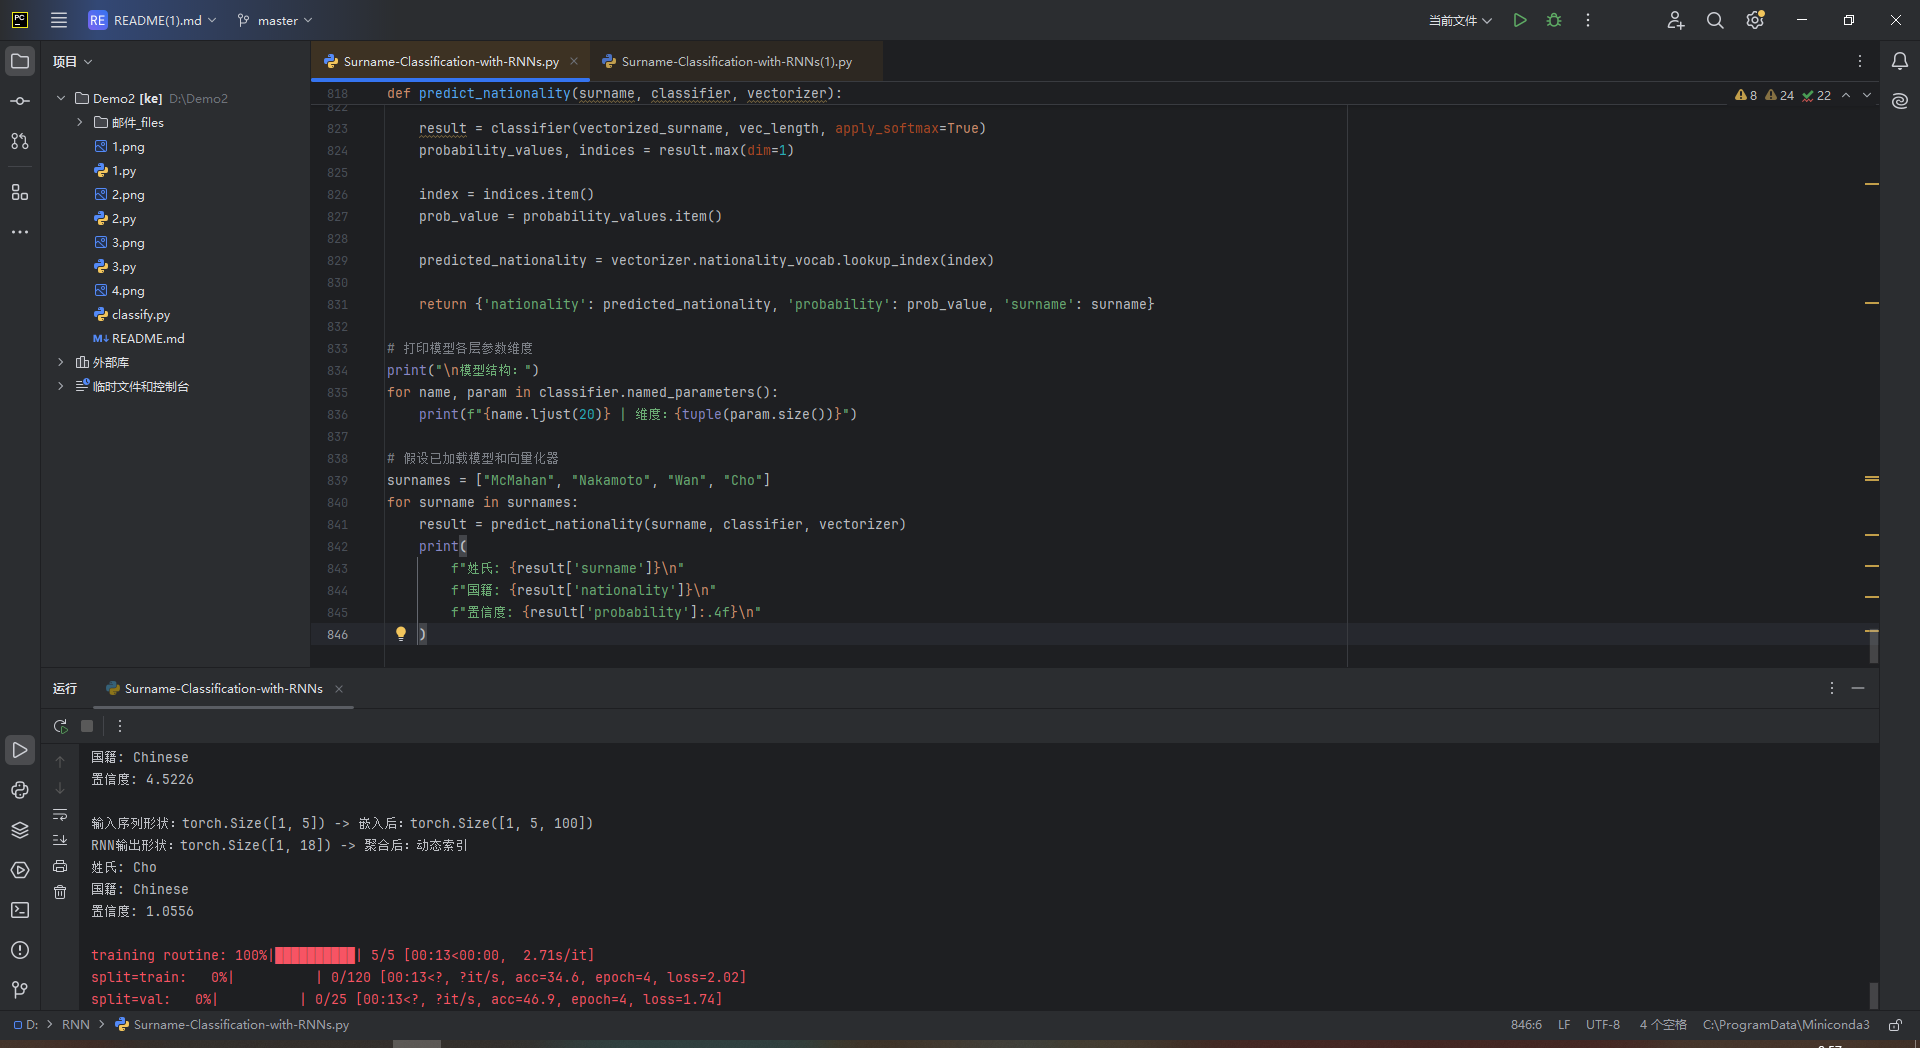 PC
RE README(1).md
master
当前文件
项目
Surname-Classification-with-RNNs.py
Surname-Classification-with-RNNs(1).py
Demo2 [ke] D:\Demo2
邮件_files
1.png
1.py
2.png
2.py
3.png
3.py
4.png
classify.py
M↓ README.md
外部库
临时文件和控制台
818 def predict_nationality(surname, classifier, vectorizer):
8 24 22
822
823 result = classifier(vectorized_surname, vec_length, apply_softmax=True)
824 probability_values, indices = result.max(dim=1)
825
826 index = indices.item()
827 prob_value = probability_values.item()
828
829 predicted_nationality = vectorizer.nationality_vocab.lookup_index(index)
830
831 return {'nationality': predicted_nationality, 'probability': prob_value, 'surname': surname}
832
833 # 打印模型各层参数维度
834 print("\n模型结构：")
835 for name, param in classifier.named_parameters():
836 print(f"{name.ljust(20)} | 维度：{tuple(param.size())}")
837
838 # 假设已加载模型和向量化器
839 surnames = ["McMahan", "Nakamoto", "Wan", "Cho"]
840 for surname in surnames:
841 result = predict_nationality(surname, classifier, vectorizer)
842 print(
843 f"姓氏: {result['surname']}\n"
844 f"国籍: {result['nationality']}\n"
845 f"置信度: {result['probability']:.4f}\n"
846 )
运行 Surname-Classification-with-RNNs
国籍: Chinese
置信度: 4.5226
输入序列形状：torch.Size([1, 5]) -> 嵌入后：torch.Size([1, 5, 100])
RNN输出形状：torch.Size([1, 18]) -> 聚合后：动态索引
姓氏: Cho
国籍: Chinese
置信度: 1.0556
training routine: 100%|██████████| 5/5 [00:13<00:00,  2.71s/it]
split=train:   0%|          | 0/120 [00:13<?, ?it/s, acc=34.6, epoch=4, loss=2.02]
split=val:   0%|          | 0/25 [00:13<?, ?it/s, acc=46.9, epoch=4, loss=1.74]
D: > RNN > Surname-Classification-with-RNNs.py
846:6 LF UTF-8 4 个空格 C:\ProgramData\Miniconda3